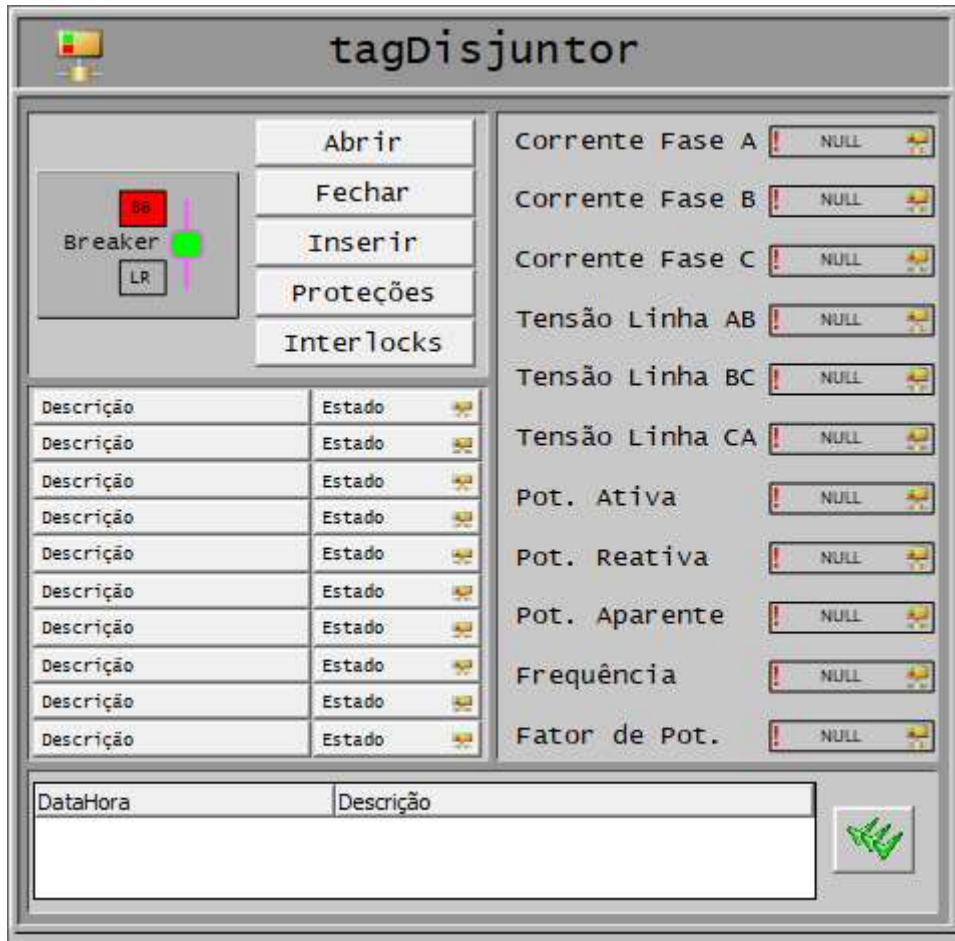 tagDisjuntor
86
Breaker
LR
Abrir
Fechar
Inserir
Proteções
Interlocks
Descrição Estado
Descrição Estado
Descrição Estado
Descrição Estado
Descrição Estado
Descrição Estado
Descrição Estado
Descrição Estado
Descrição Estado
Descrição Estado
Corrente Fase A ! NULL
Corrente Fase B ! NULL
Corrente Fase C ! NULL
Tensão Linha AB ! NULL
Tensão Linha BC ! NULL
Tensão Linha CA ! NULL
Pot. Ativa ! NULL
Pot. Reativa ! NULL
Pot. Aparente ! NULL
Frequência ! NULL
Fator de Pot. ! NULL
DataHora Descrição